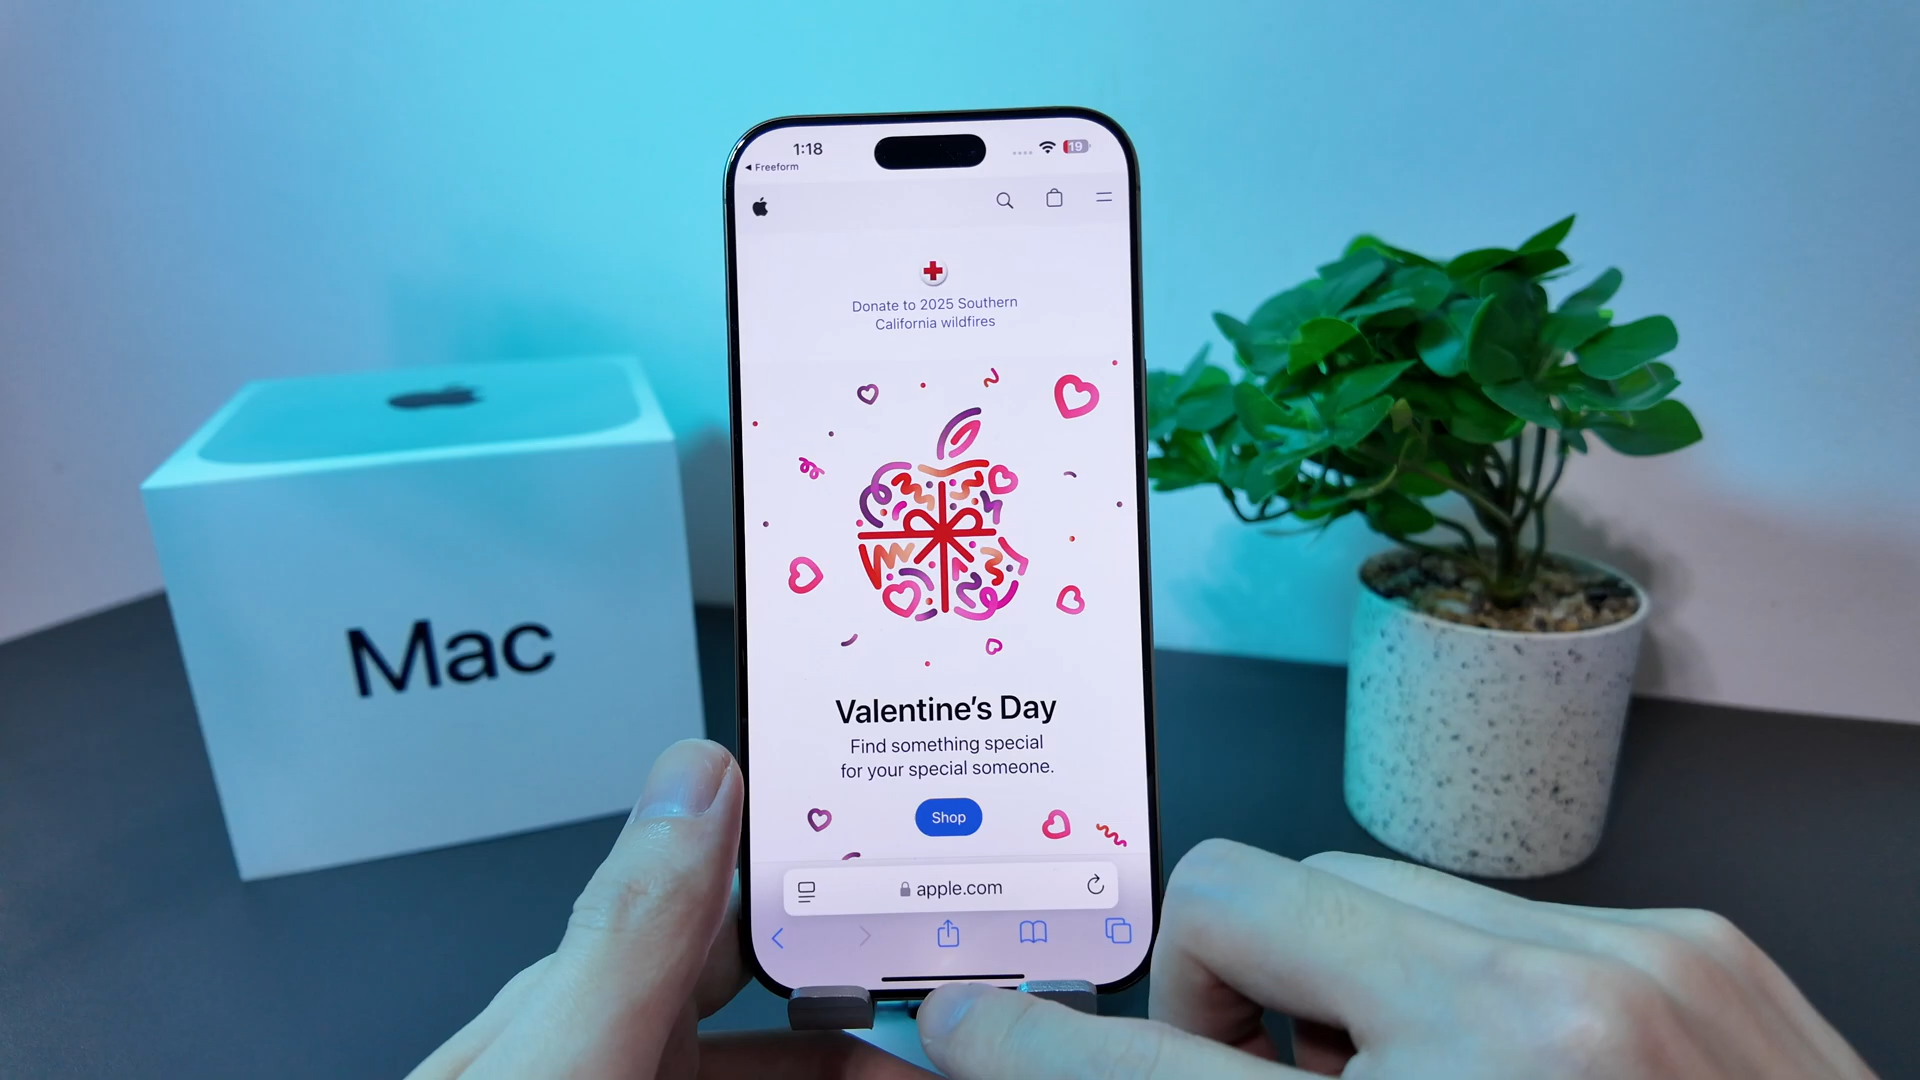 1:18
19
◀ Freeform
Donate to 2025 Southern
California wildfires
Valentine's Day
Find something special
for your special someone.
Shop
apple.com
Mac